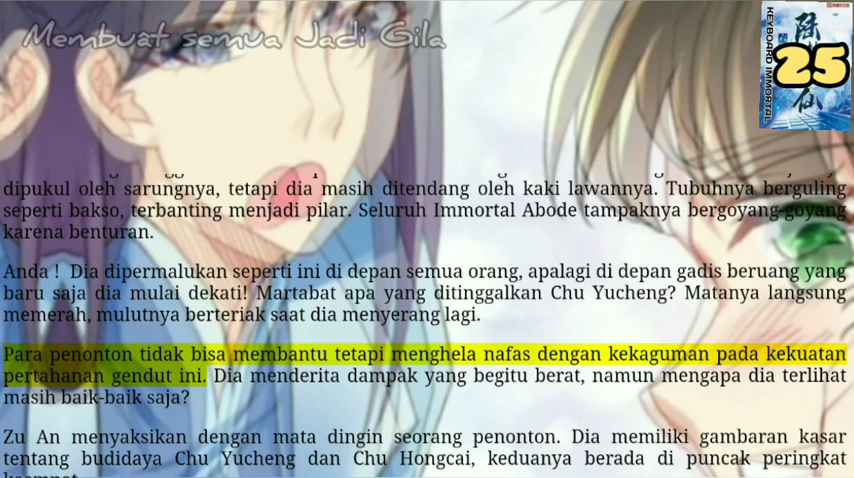 Membuat semua Jadi Gila
KEYBOARD IMMORTAL
25
dipukul oleh sarungnya, tetapi dia masih ditendang oleh kaki lawannya. Tubuhnya berguling
seperti bakso, terbanting menjadi pilar. Seluruh Immortal Abode tampaknya bergoyang-goyang
karena benturan.
Anda ! Dia dipermalukan seperti ini di depan semua orang, apalagi di depan gadis beruang yang
baru saja dia mulai dekati! Martabat apa yang ditinggalkan Chu Yucheng? Matanya langsung
memerah, mulutnya berteriak saat dia menyerang lagi.
Para penonton tidak bisa membantu tetapi menghela nafas dengan kekaguman pada kekuatan
pertahanan gendut ini. Dia menderita dampak yang begitu berat, namun mengapa dia terlihat
masih baik-baik saja?
Zu An menyaksikan dengan mata dingin seorang penonton. Dia memiliki gambaran kasar
tentang budidaya Chu Yucheng dan Chu Hongcai, keduanya berada di puncak peringkat